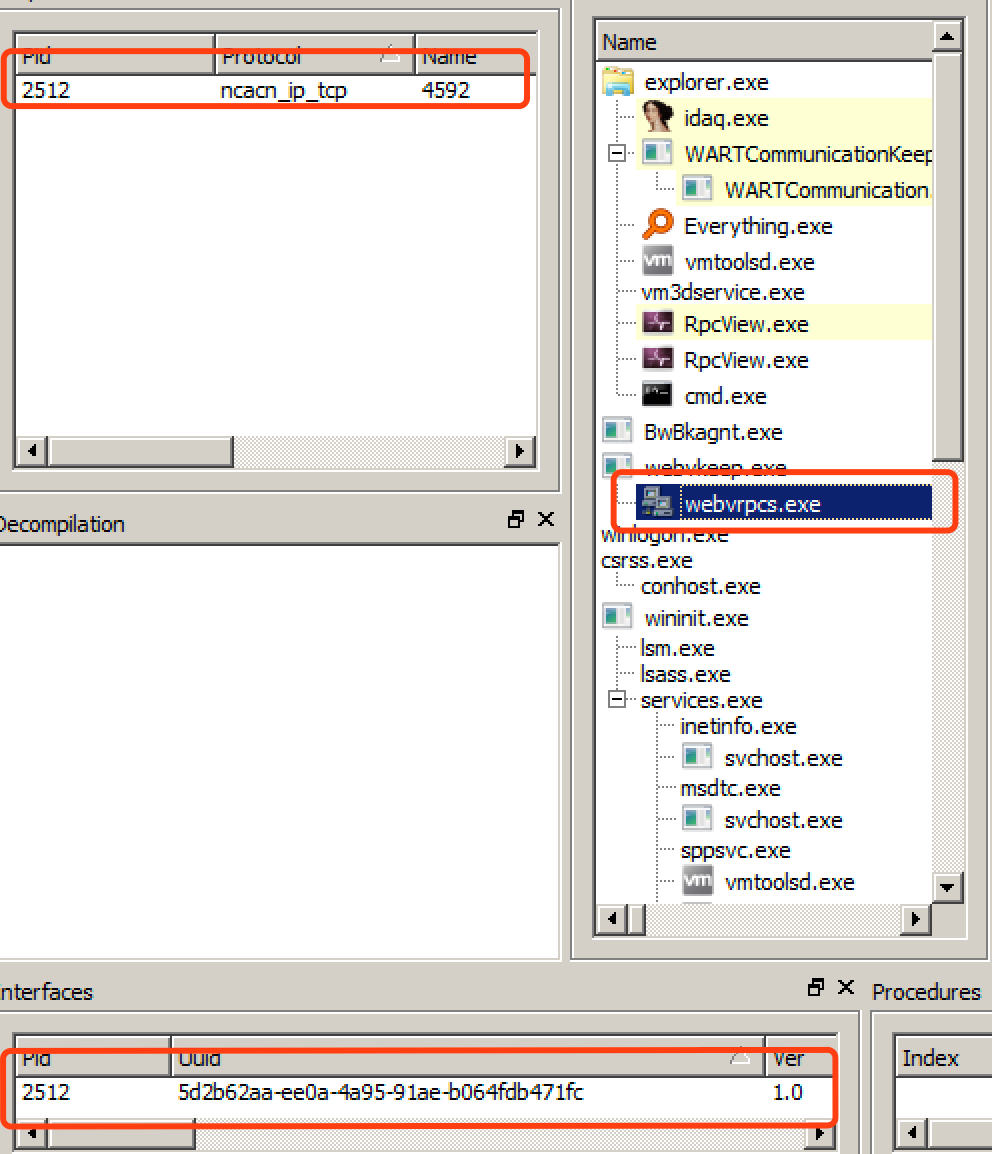 Pid Protocol Name
2512 ncacn_ip_tcp 4592
Decompilation
Name
explorer.exe
idaq.exe
WARTCommunicationKeep
WARTCommunication.
Everything.exe
vm vmtoolsd.exe
vm3dservice.exe
RpcView.exe
RpcView.exe
cmd.exe
BwBkagnt.exe
webvkeep.exe
webvrpcs.exe
winlogon.exe
csrss.exe
conhost.exe
wininit.exe
lsm.exe
lsass.exe
services.exe
inetinfo.exe
svchost.exe
msdtc.exe
svchost.exe
sppsvc.exe
vm vmtoolsd.exe
nterfaces
Pid Uuid Ver
2512 5d2b62aa-ee0a-4a95-91ae-b064fdb471fc 1.0
Procedures
Index